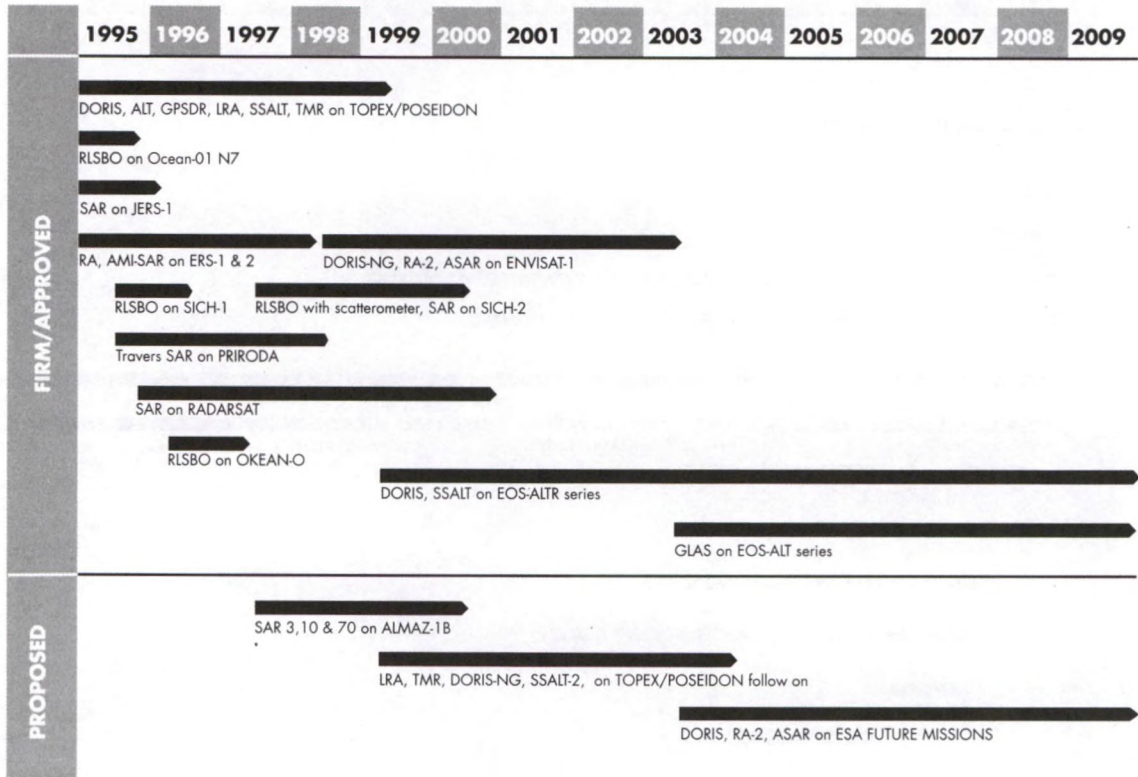 1995 1996 1997 1998 1999 2000 2001 2002 2003 2004 2005 2006 2007 2008 2009
FIRM/APPROVED
DORIS, ALT, GPSDR, LRA, SSALT, TMR on TOPEX/POSEIDON
RLSBO on Ocean-01 N7
SAR on JERS-1
RA, AMI-SAR on ERS-1 & 2
DORIS-NG, RA-2, ASAR on ENVISAT-1
RLSBO on SICH-1
RLSBO with scatterometer, SAR on SICH-2
Travers SAR on PRIRODA
SAR on RADARSAT
RLSBO on OKEAN-O
DORIS, SSALT on EOS-ALTR series
GLAS on EOS-ALT series
PROPOSED
SAR 3,10 & 70 on ALMAZ-1B
LRA, TMR, DORIS-NG, SSALT-2, on TOPEX/POSEIDON follow on
DORIS, RA-2, ASAR on ESA FUTURE MISSIONS